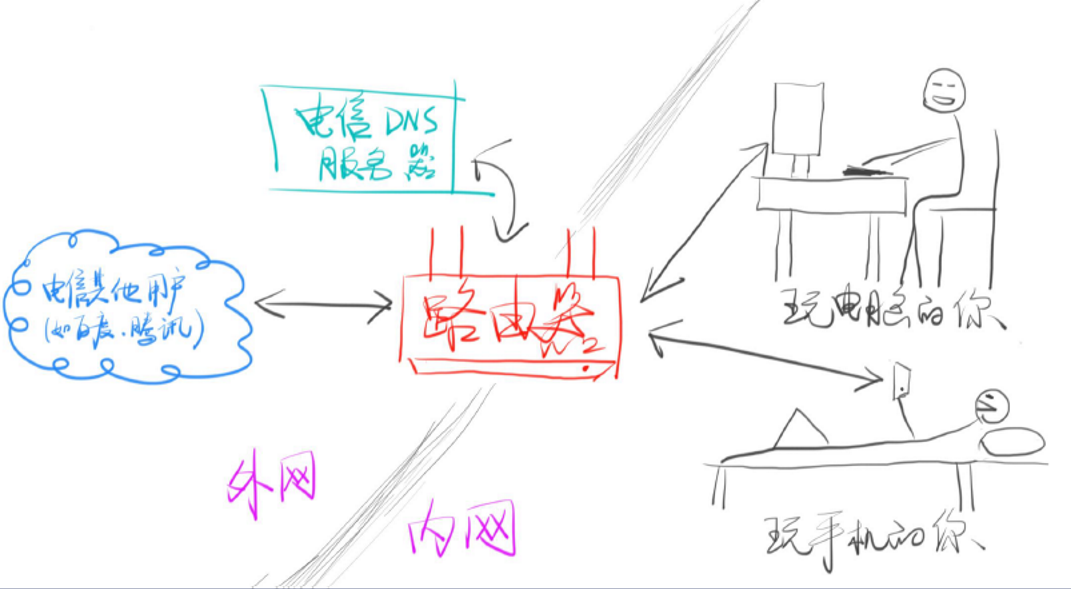 电信DNS
服务器
电信其他用户
(如百度、腾讯)
路由器
玩电脑的你、
外网
内网
玩手机的你、